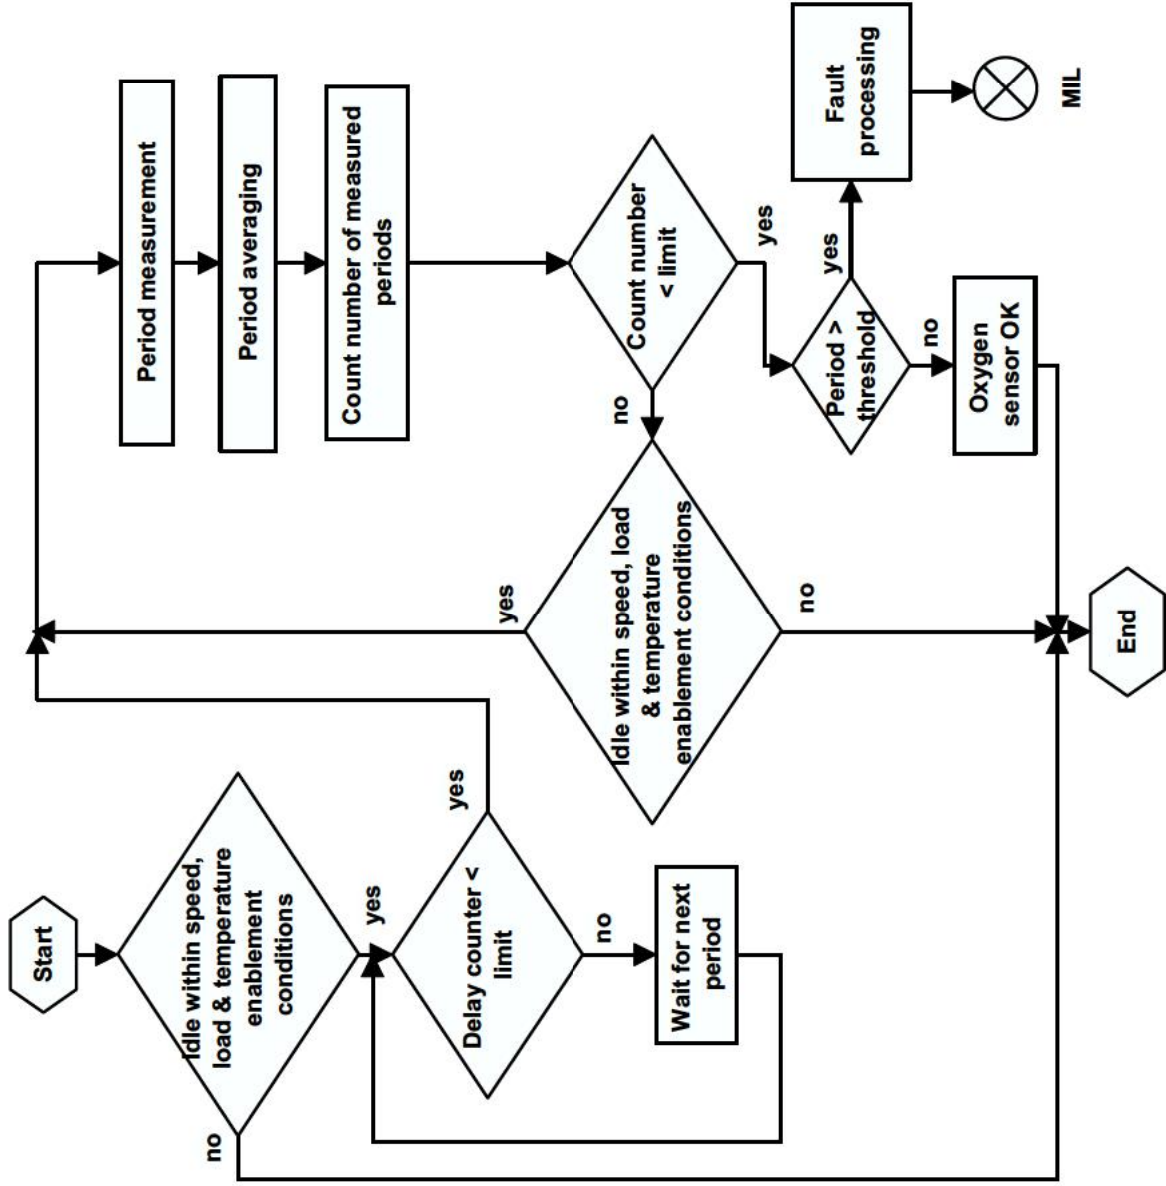 Start
Idle within speed,
load & temperature
enablement
conditions
no
yes
Delay counter <
limit
yes
no
Wait for next
period
Period measurement
Period averaging
Count number of measured
periods
Count number
< limit
no
yes
Idle within speed, load
& temperature
enablement conditions
yes
no
Period >
threshold
yes
no
Fault
processing
MIL
Oxygen
sensor OK
End